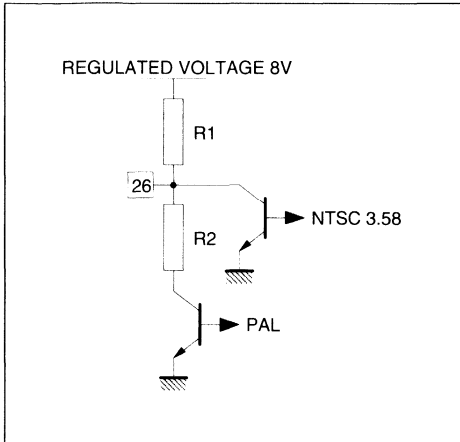 REGULATED VOLTAGE 8V
R1
26
NTSC 3.58
R2
PAL